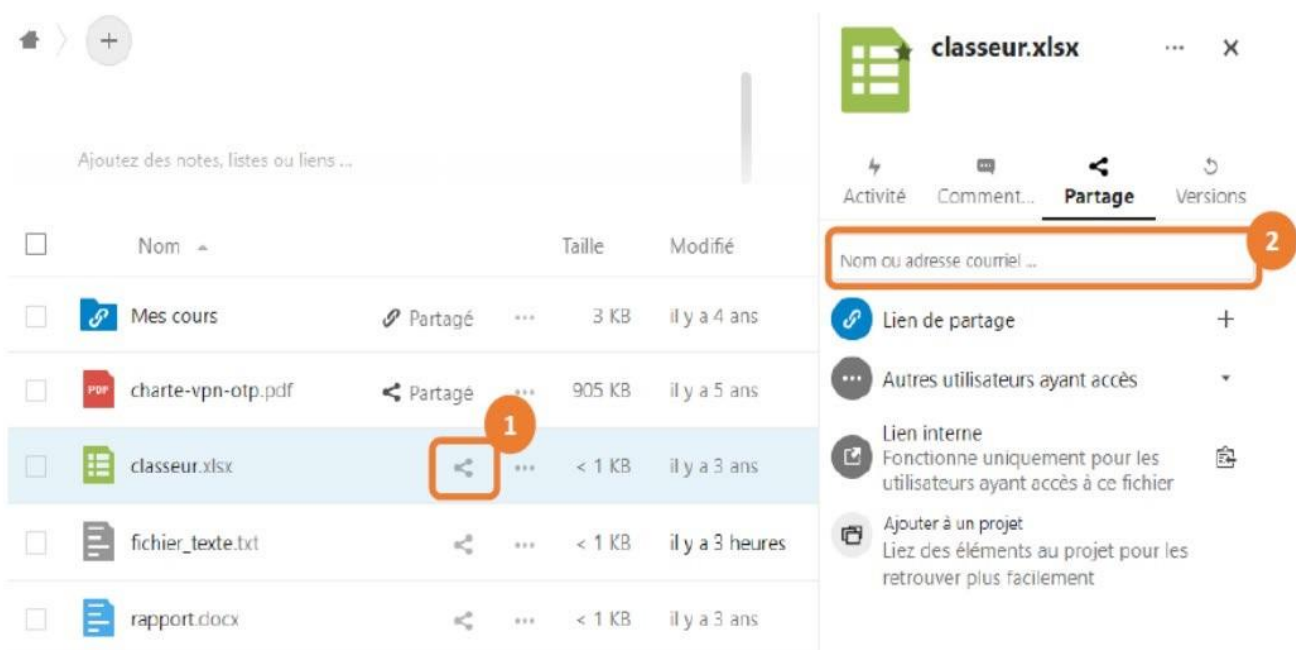 Ajoutez des notes, listes ou liens ...
Nom Taille Modifié
Mes cours Partagé ... 3 KB il y a 4 ans
PDF charte-vpn-otp.pdf Partagé ... 905 KB il y a 5 ans
1
classeur.xlsx ... < 1 KB il y a 3 ans
fichier_texte.txt ... < 1 KB il y a 3 heures
rapport.docx ... < 1 KB il y a 3 ans
classeur.xlsx ...
Activité Comment... Partage Versions
2
Nom ou adresse courriel ...
Lien de partage
Autres utilisateurs ayant accès
Lien interne
Fonctionne uniquement pour les
utilisateurs ayant accès à ce fichier
Ajouter à un projet
Liez des éléments au projet pour les
retrouver plus facilement